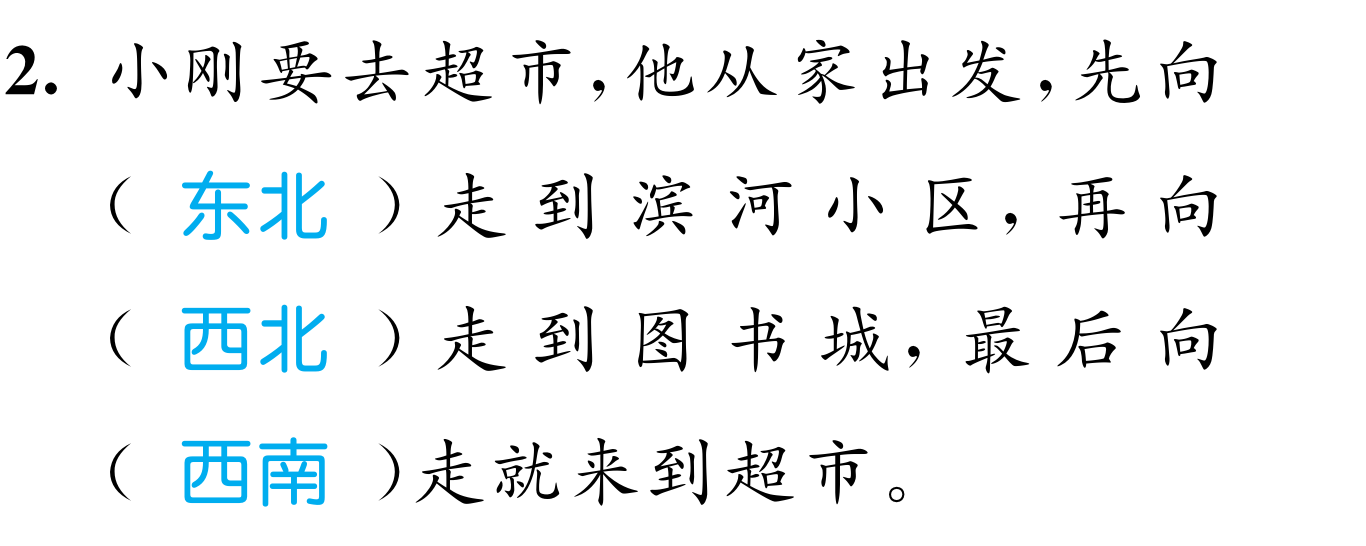 2. 小刚要去超市,他从家出发,先向
( 东北 )走到滨河小区,再向
( 西北 )走到图书城,最后向
( 西南 )走就来到超市。